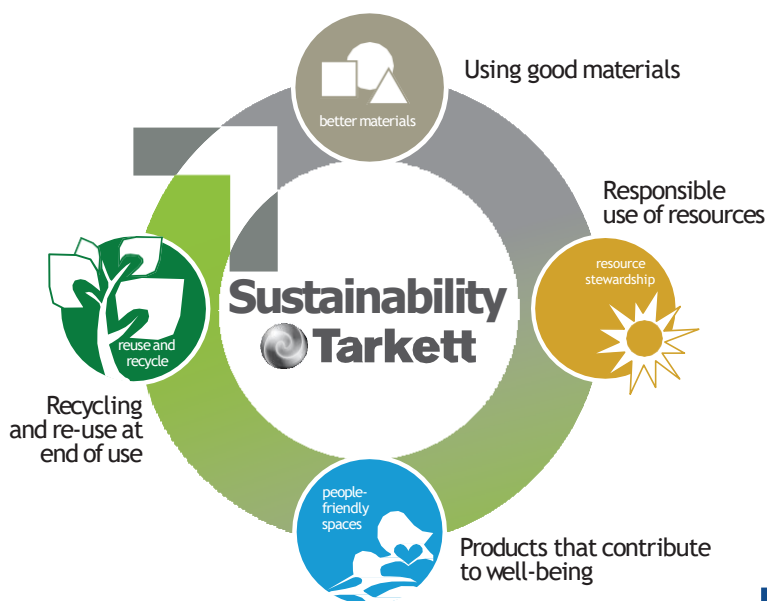 better materials
Using good materials
Responsible
use of resources
resource
stewardship
Sustainability
Tarkett
reuse and
recycle
Recycling
and re-use at
end of use
people-
friendly
spaces
Products that contribute
to well-being